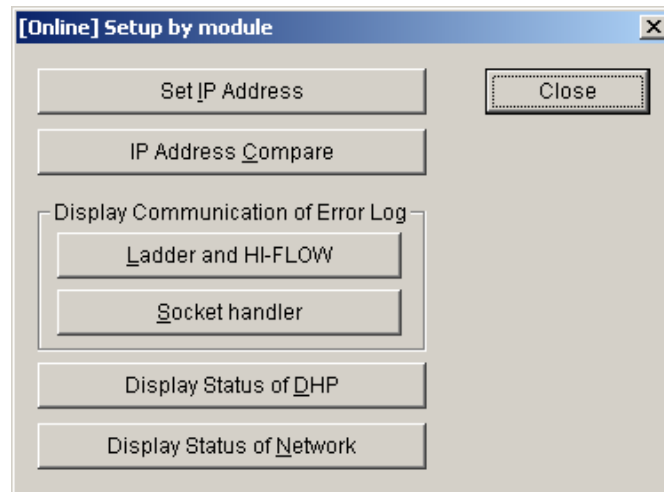 [Online] Setup by module
Set IP Address
Close
IP Address Compare
Display Communication of Error Log
Ladder and HI-FLOW
Socket handler
Display Status of DHP
Display Status of Network